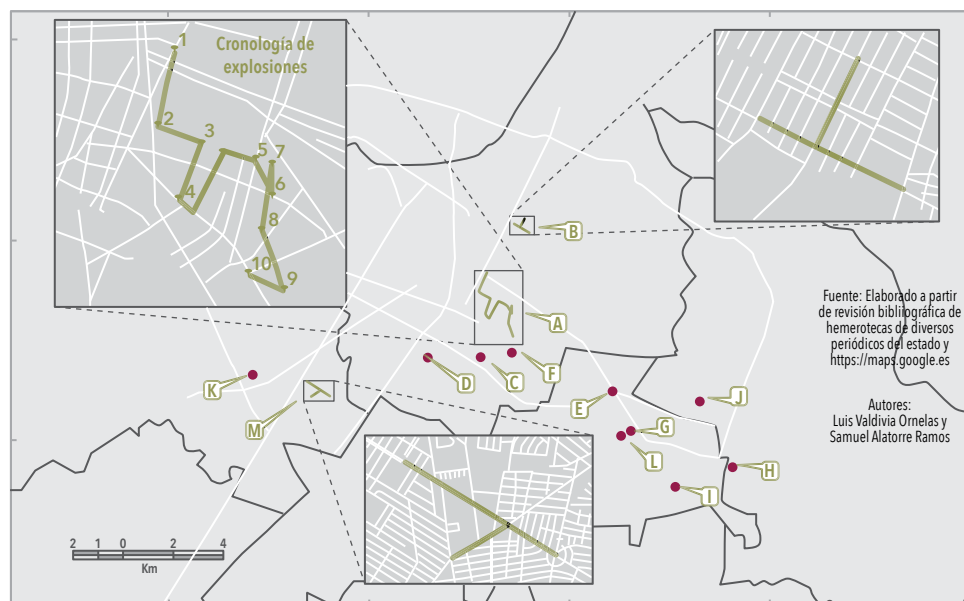 Cronología de
explosiones
1
2
3
4
5
7
6
8
10
9
B
A
F
D
C
K
E
J
M
G
L
H
I
Fuente: Elaborado a partir
de revisión bibliográfica de
hemerotecas de diversos
periódicos del estado y
https://maps.google.es
Autores:
Luis Valdivia Ornelas y
Samuel Alatorre Ramos
2 1 0 2 4
Km